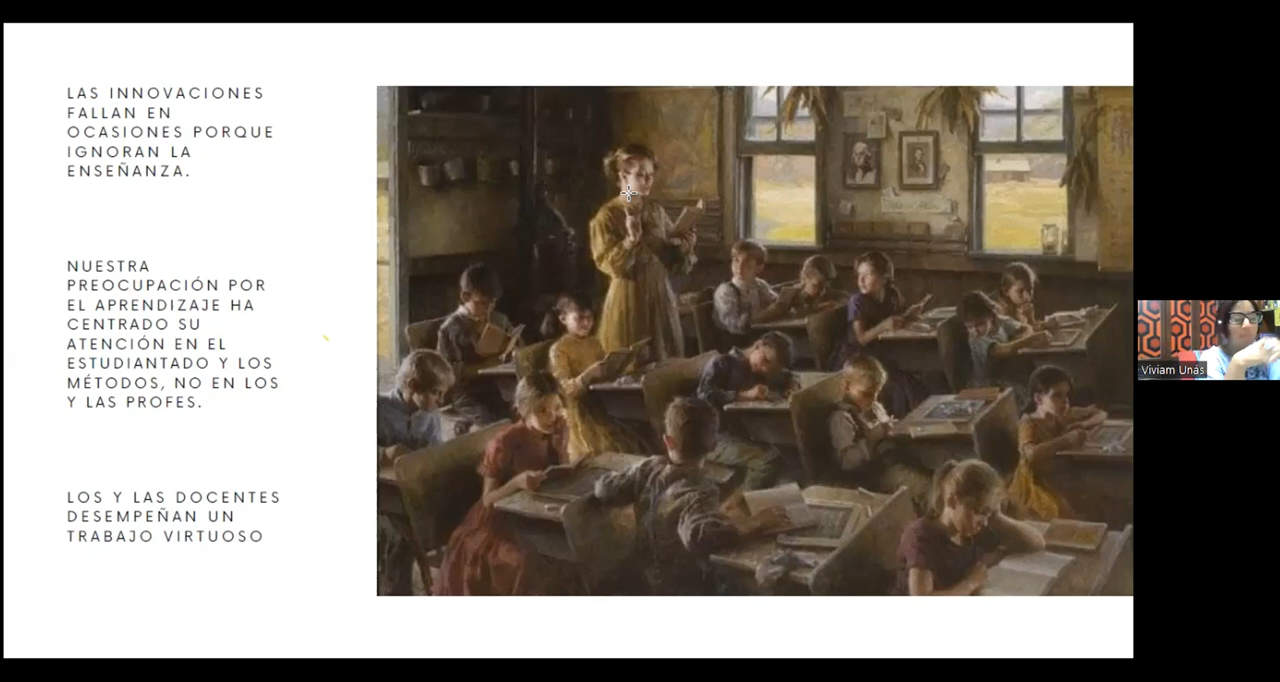 LAS INNOVACIONES
FALLAN EN
OCASIONES PORQUE
IGNORAN LA
ENSEÑANZA.
NUESTRA
PREOCUPACIÓN POR
EL APRENDIZAJE HA
CENTRADO SU
ATENCIÓN EN EL
ESTUDIANTADO Y LOS
MÉTODOS, NO EN LOS
Y LAS PROFES.
LOS Y LAS DOCENTES
DESEMPEÑAN UN
TRABAJO VIRTUOSO
Viviam Unás